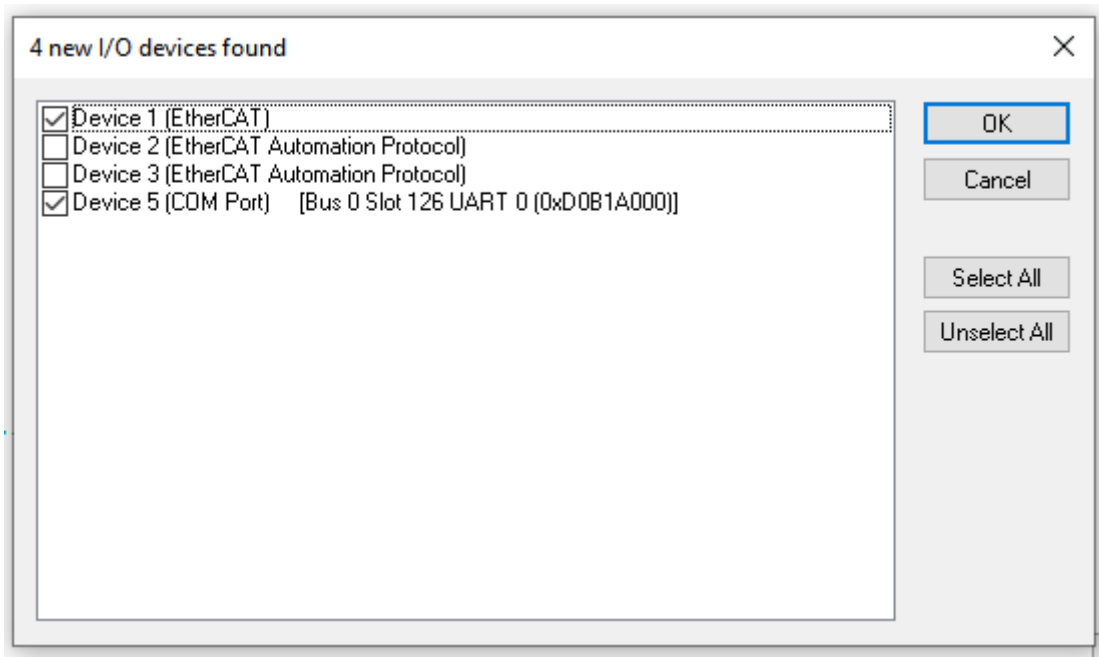 4 new I/O devices found
Device 1 (EtherCAT)
Device 2 (EtherCAT Automation Protocol)
Device 3 (EtherCAT Automation Protocol)
Device 5 (COM Port) [Bus 0 Slot 126 UART 0 (0xD0B1A000)]
OK
Cancel
Select All
Unselect All